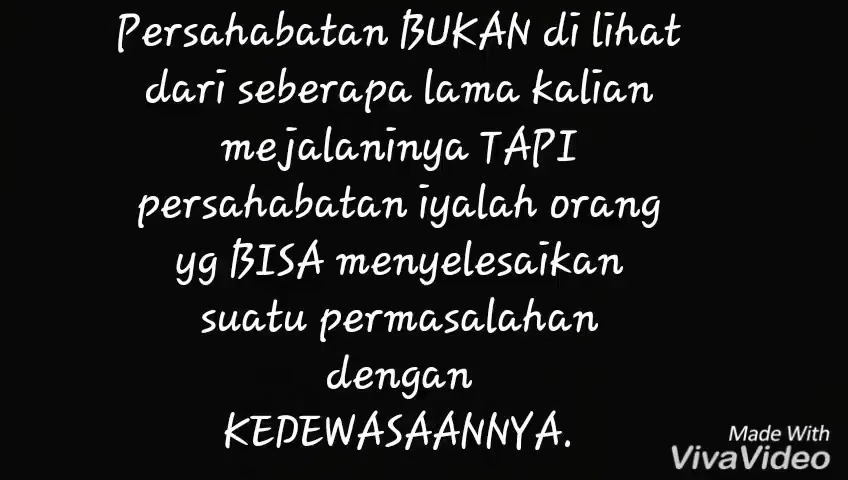 Persahabatan BUKAN di lihat
dari seberapa lama kalian
mejalaninya TAPI
persahabatan iyalah orang
yg BISA menyelesaikan
suatu permasalahan
dengan
KEDEWASAANNYA.
Made With
VivaVideo